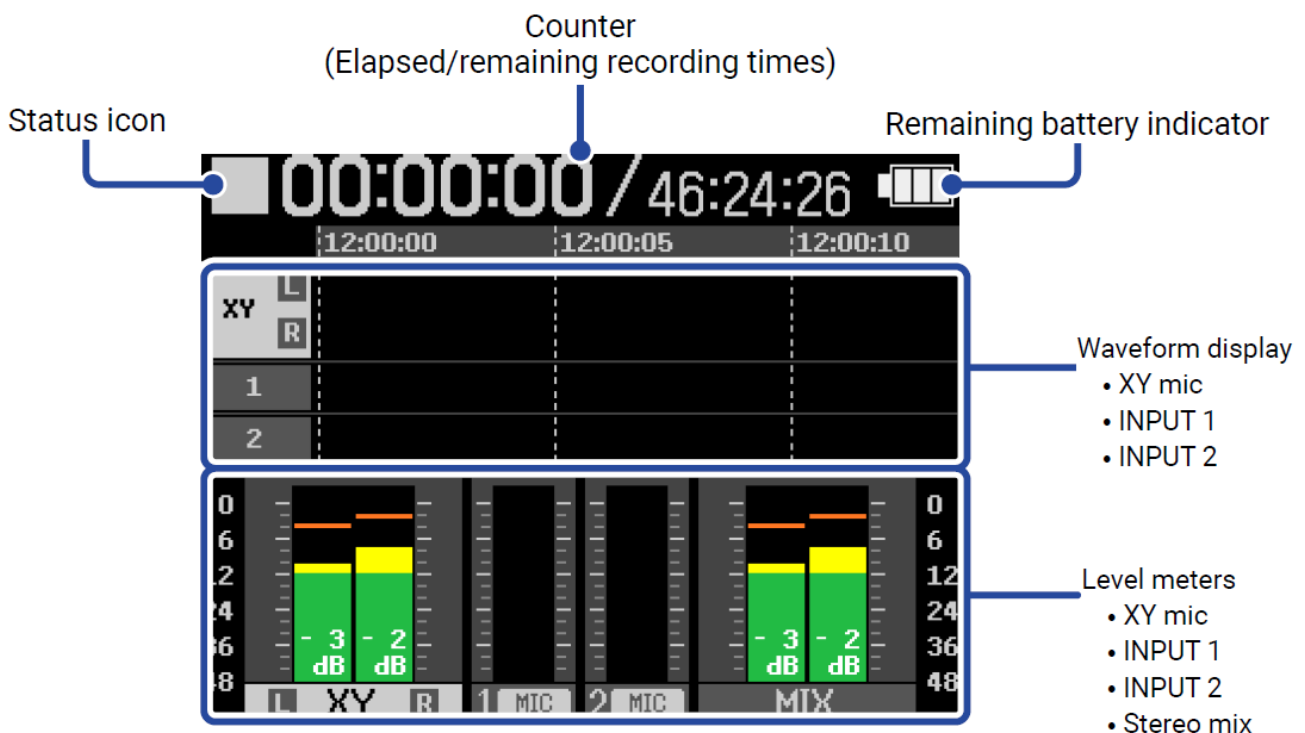 Counter
(Elapsed/remaining recording times)
Status icon
Remaining battery indicator
00:00:00/46:24:26
12:00:00 12:00:05 12:00:10
XY L
R
1
2
Waveform display
• XY mic
• INPUT 1
• INPUT 2
0 0
6 6
12 12
24 24
36 36
48 48
- 3 - 2 - 3 - 2
dB dB dB dB
L XY R 1 MIC 2 MIC MIX
Level meters
• XY mic
• INPUT 1
• INPUT 2
• Stereo mix